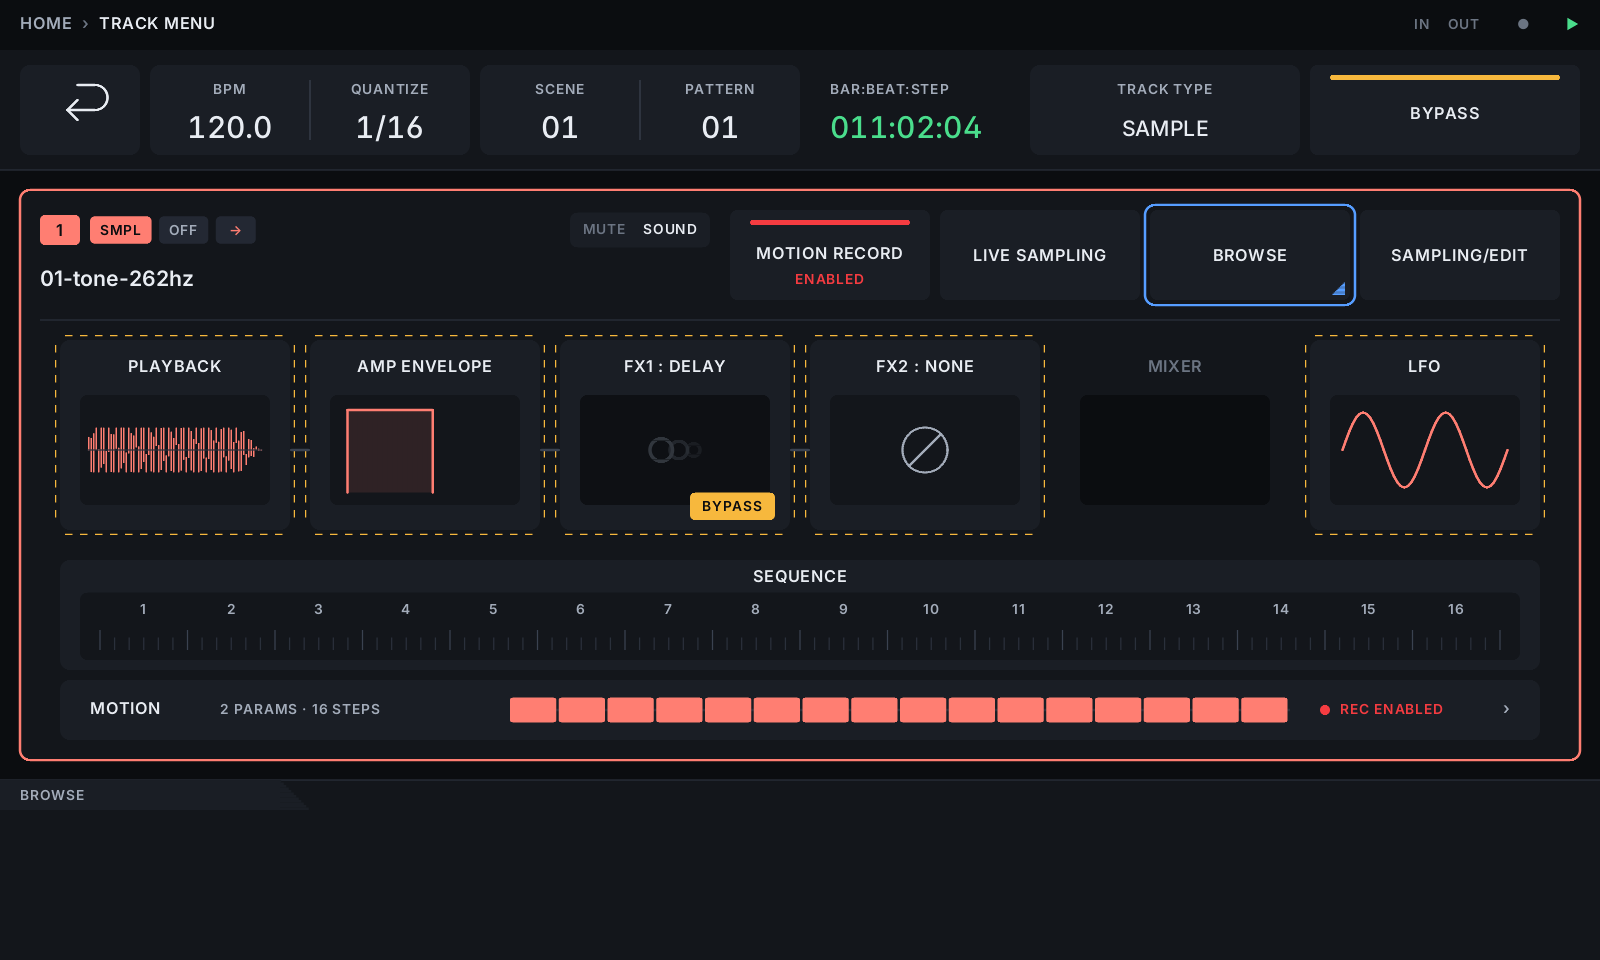 HOME › TRACK MENU
IN OUT
BPM QUANTIZE SCENE PATTERN BAR:BEAT:STEP TRACK TYPE
120.0 1/16 01 01 011:02:04 SAMPLE
BYPASS
1 SMPL OFF →
MUTE SOUND
01-tone-262hz
MOTION RECORD
ENABLED
LIVE SAMPLING
BROWSE
SAMPLING/EDIT
PLAYBACK AMP ENVELOPE FX1 : DELAY FX2 : NONE MIXER LFO
BYPASS
SEQUENCE
1 2 3 4 5 6 7 8 9 10 11 12 13 14 15 16
MOTION 2 PARAMS · 16 STEPS REC ENABLED ›
BROWSE